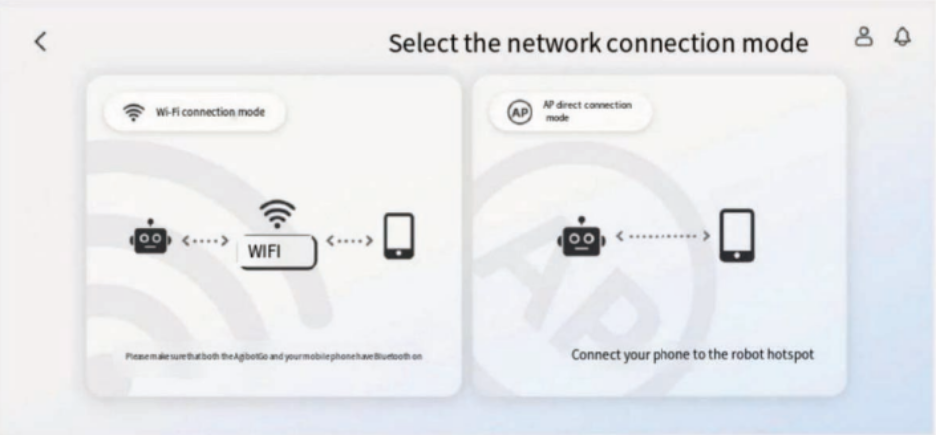 Select the network connection mode
Wi-Fi connection mode
AP
AP direct connection
mode
WIFI
AP
Please make sure that both the AgibotGo and your mobile phone have Bluetooth on
Connect your phone to the robot hotspot